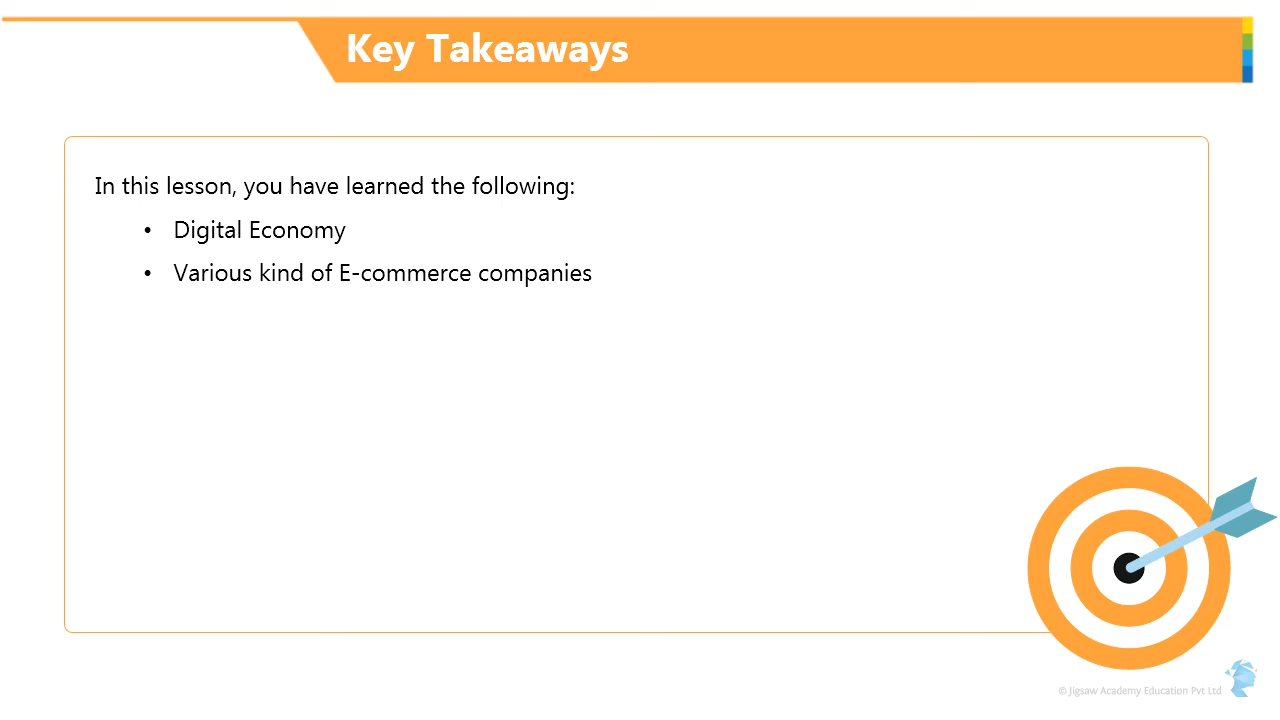 Key Takeaways
In this lesson, you have learned the following:
• Digital Economy
• Various kind of E-commerce companies
© Jigsaw Academy Education Pvt Ltd